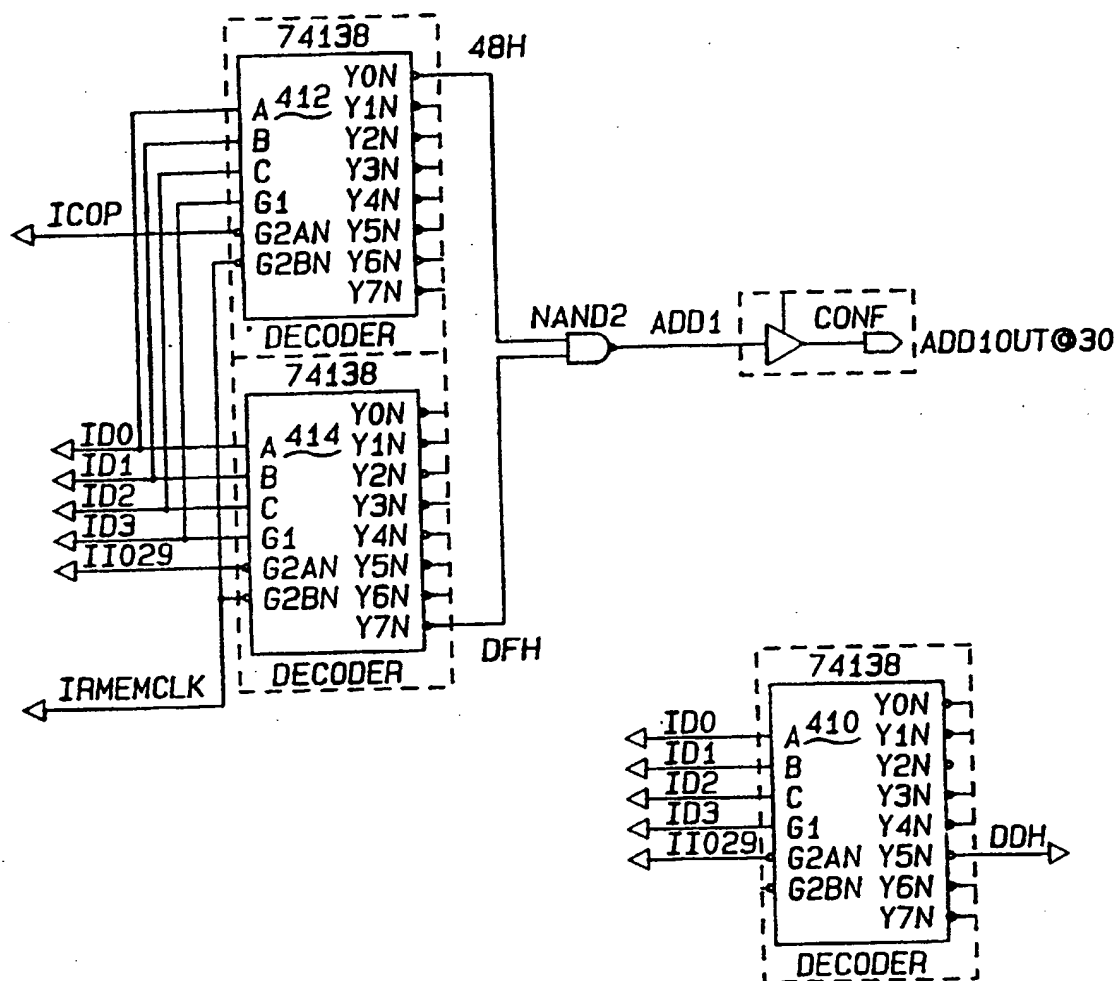 74138
48H
Y0N
A 412 Y1N
B Y2N
C Y3N
G1 Y4N
ICOP
G2AN Y5N
G2BN Y6N
Y7N
DECODER
NAND2
ADD1
CONF
ADD1OUT@30
74138
Y0N
ID0
A 414 Y1N
ID1
B Y2N
ID2
C Y3N
ID3
G1 Y4N
II029
G2AN Y5N
G2BN Y6N
Y7N
DFH
DECODER
IRMEMCLK
74138
Y0N
ID0
A 410 Y1N
ID1
B Y2N
ID2
C Y3N
ID3
G1 Y4N
II029
G2AN Y5N
DDH
G2BN Y6N
Y7N
DECODER